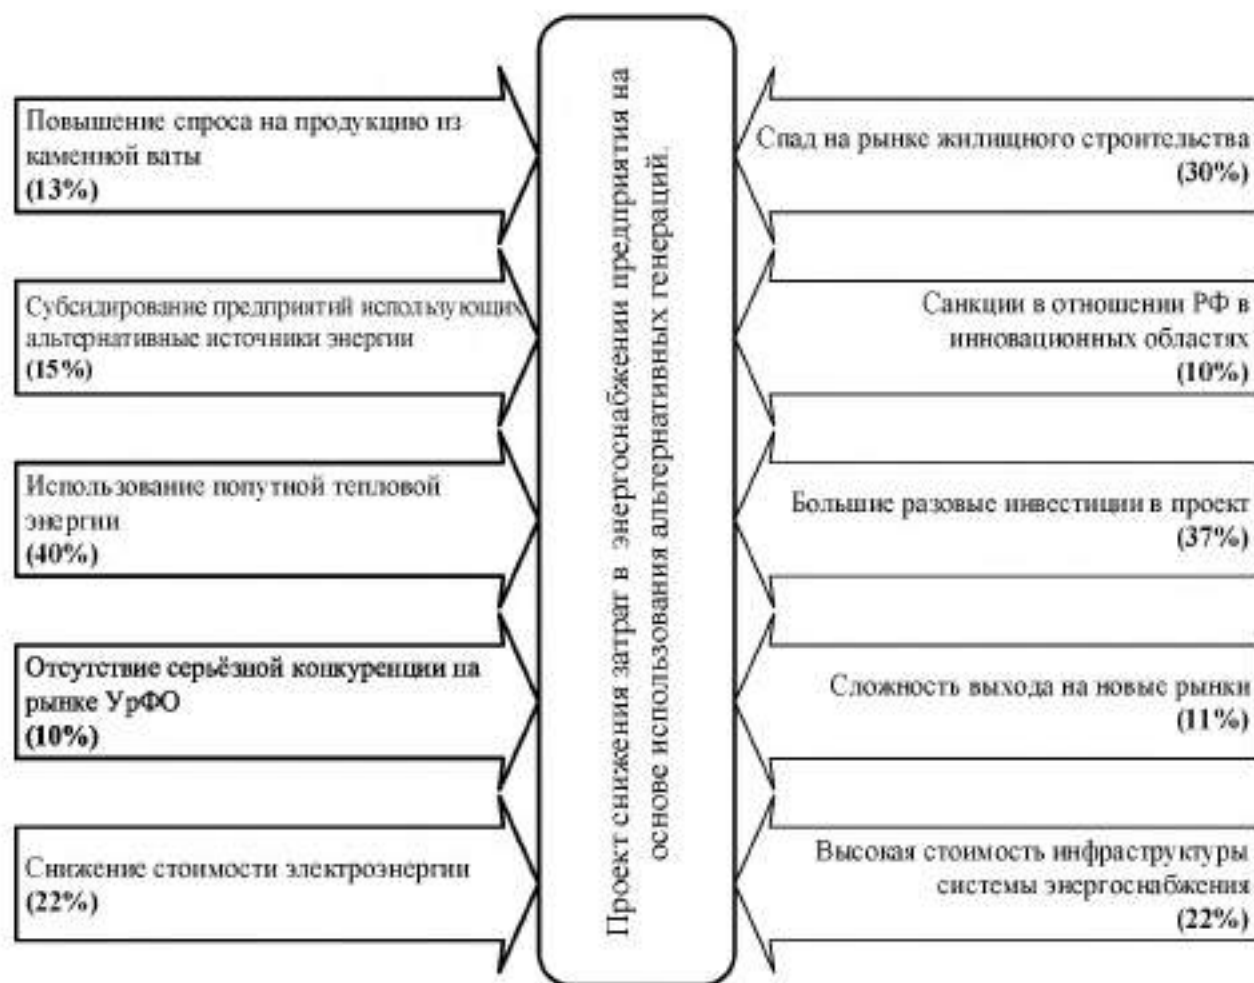 Повышение спроса на продукцию из
каменной ваты
(13%)
Субсидирование предприятий использующих
альтернативные источники энергии
(15%)
Использование попутной тепловой
энергии
(40%)
Отсутствие серьёзной конкуренции на
рынке УрФО
(10%)
Снижение стоимости электроэнергии
(22%)
Проект снижения затрат в энергоснабжении предприятия на
основе использования альтернативных генераций.
Спад на рынке жилищного строительства
(30%)
Санкции в отношении РФ в
инновационных областях
(10%)
Большие разовые инвестиции в проект
(37%)
Сложность выхода на новые рынки
(11%)
Высокая стоимость инфраструктуры
системы энергоснабжения
(22%)